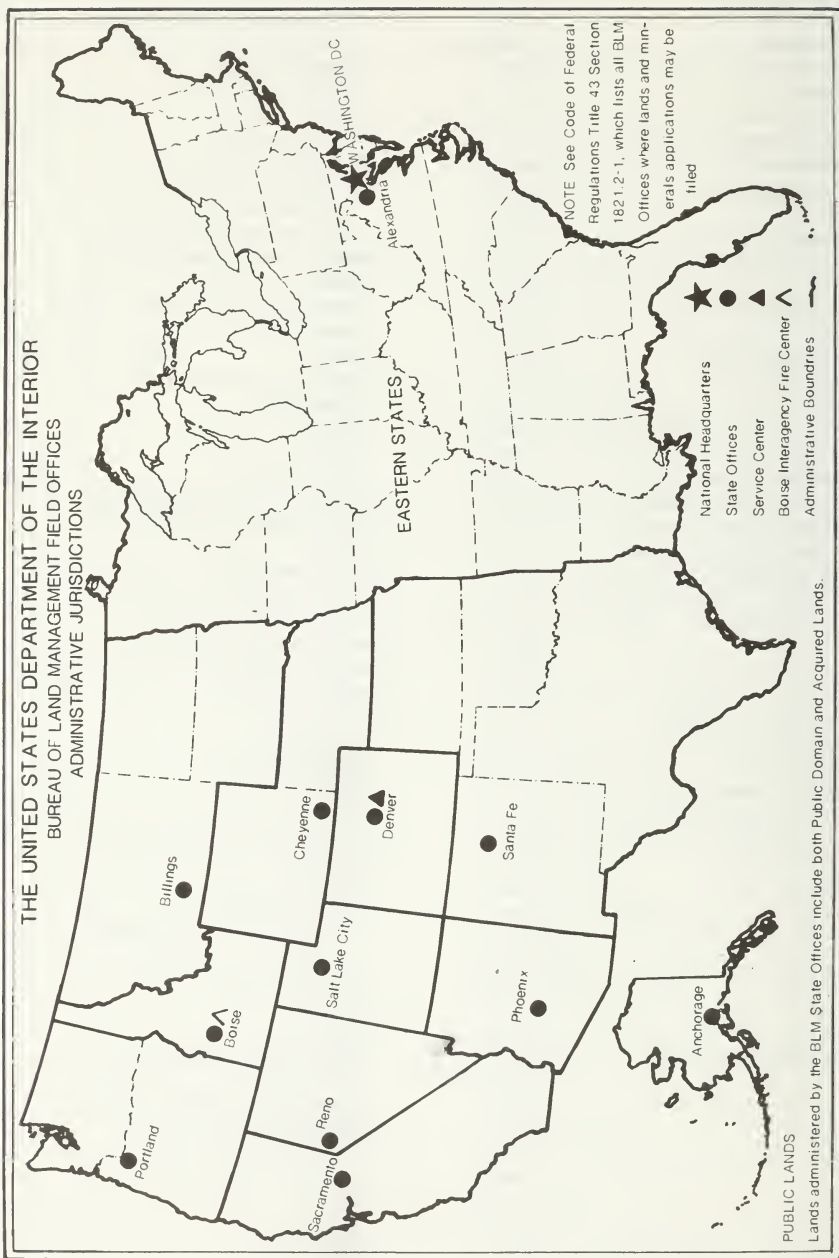 THE UNITED STATES DEPARTMENT OF THE INTERIOR
BUREAU OF LAND MANAGEMENT FIELD OFFICES
ADMINISTRATIVE JURISDICTIONS
Portland
Billings
Boise
Cheyenne
Salt Lake City
Reno
Sacramento
Denver
Santa Fe
Phoenix
Anchorage
EASTERN STATES
WASHINGTON DC
Alexandria
NOTE See Code of Federal
Regulations Title 43 Section
1821.2-1, which lists all BLM
Offices where lands and min-
erals applications may be
filed
National Headquarters
State Offices
Service Center
Boise Interagency Fire Center
Administrative Boundries
PUBLIC LANDS
Lands administered by the BLM State Offices include both Public Domain and Acquired Lands.